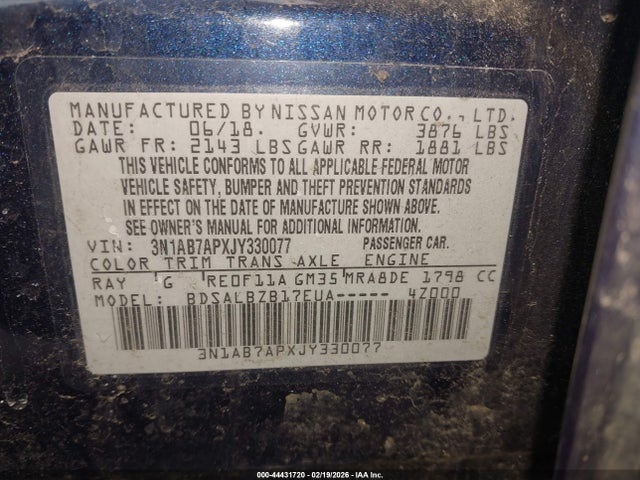 MANUFACTURED BY NISSAN MOTOR CO., LTD.
DATE: 06/18. GVWR: 3876 LBS
GAWR FR: 2143 LBS GAWR RR: 1881 LBS
THIS VEHICLE CONFORMS TO ALL APPLICABLE FEDERAL MOTOR
VEHICLE SAFETY, BUMPER AND THEFT PREVENTION STANDARDS
IN EFFECT ON THE DATE OF MANUFACTURE SHOWN ABOVE.
SEE OWNER'S MANUAL FOR ADDITIONAL INFORMATION.
VIN: 3N1AB7APXJY330077 PASSENGER CAR.
COLOR TRIM TRANS AXLE ENGINE
RAY G RE0F11A GM35 MRA8DE 1798 CC
MODEL: BDSALBZB17EUA----- 4Z000
3N1AB7APXJY330077
000-44431720 - 02/19/2026 - IAA Inc.